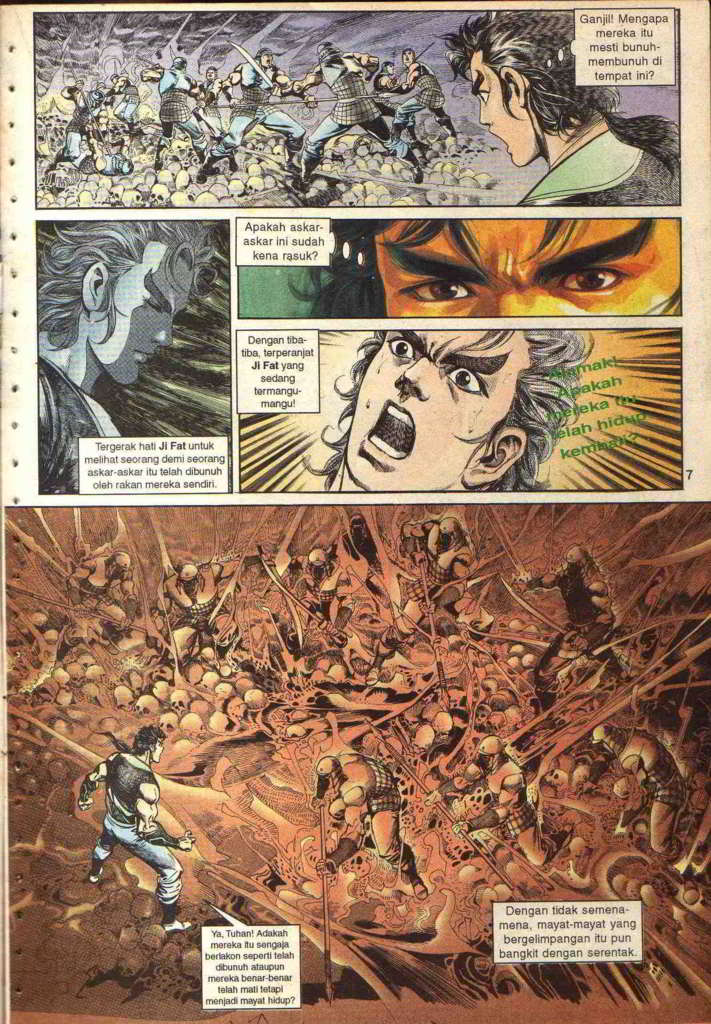 Ganjil! Mengapa
mereka itu
mesti bunuh-
membunuh di
tempat ini?
Apakah askar-
askar ini sudah
kena rasuk?
Tergerak hati Ji Fat untuk
melihat seorang demi seorang
askar-askar itu telah dibunuh
oleh rakan mereka sendiri.
Dengan tiba-
tiba, terperanjat
Ji Fat yang
sedang
termangu-
mangu!
Alamak!
Apakah
mereka itu
telah hidup
kembali?
7
Ya, Tuhan! Adakah
mereka itu sengaja
berlakon seperti telah
dibunuh ataupun
mereka benar-benar
telah mati tetapi
menjadi mayat hidup?
Dengan tidak semena-
mena, mayat-mayat yang
bergelimpangan itu pun
bangkit dengan serentak.